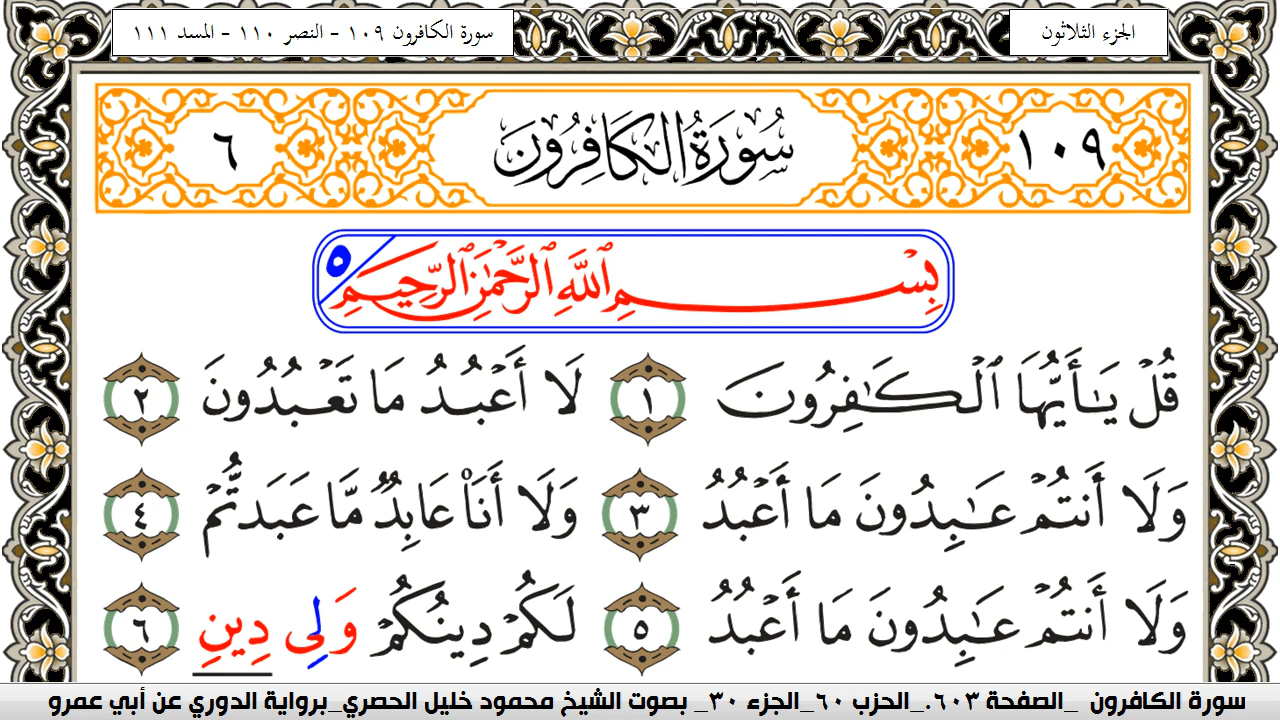 الجزء الثلاثون
سورة الكافرون ١٠٩ - النصر ١١٠ - المسد ١١١
١٠٩ سُورَةُ الكَافِرُونَ ٦
بِسْمِ ٱللَّهِ ٱلرَّحْمَٰنِ ٱلرَّحِيمِ ٥
قُلْ يَٰٓأَيُّهَا ٱلْكَٰفِرُونَ ١ لَآ أَعْبُدُ مَا تَعْبُدُونَ ٢
وَلَآ أَنتُمْ عَٰبِدُونَ مَآ أَعْبُدُ ٣ وَلَآ أَنَا۠ عَابِدٌ مَّا عَبَدتُّمْ ٤
وَلَآ أَنتُمْ عَٰبِدُونَ مَآ أَعْبُدُ ٥ لَكُمْ دِينُكُمْ وَلِى دِينِ ٦
سورة الكافرون _الصفحة ٦٠٣._الحزب ٦٠_الجزء ٣٠_ بصوت الشيخ محمود خليل الحصري_برواية الدوري عن أبي عمرو